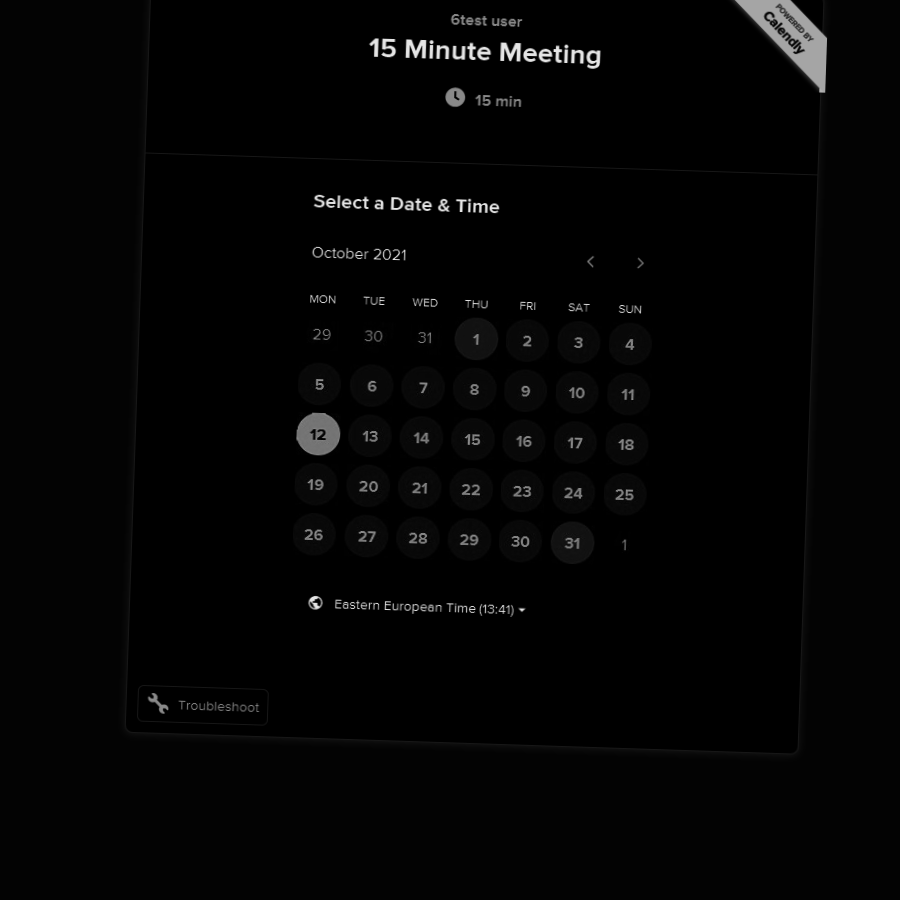 6test user
15 Minute Meeting
15 min
POWERED BY
Calendly
Select a Date & Time
October 2021
MON TUE WED THU FRI SAT SUN
29 30 31 1 2 3 4
5 6 7 8 9 10 11
12 13 14 15 16 17 18
19 20 21 22 23 24 25
26 27 28 29 30 31 1
Eastern European Time (13:41)
Troubleshoot